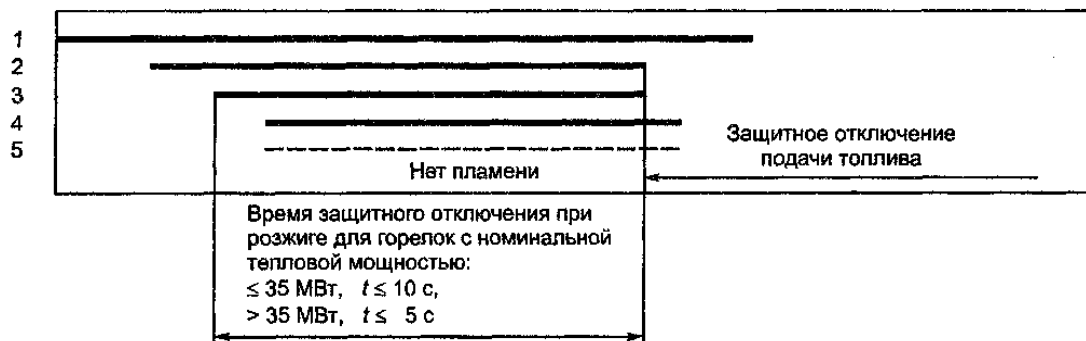 1
2
3
4
5
Нет пламени
Защитное отключение
подачи топлива
Время защитного отключения при
розжиге для горелок с номинальной
тепловой мощностью:
≤ 35 МВт, t ≤ 10 с,
> 35 МВт, t ≤ 5 с